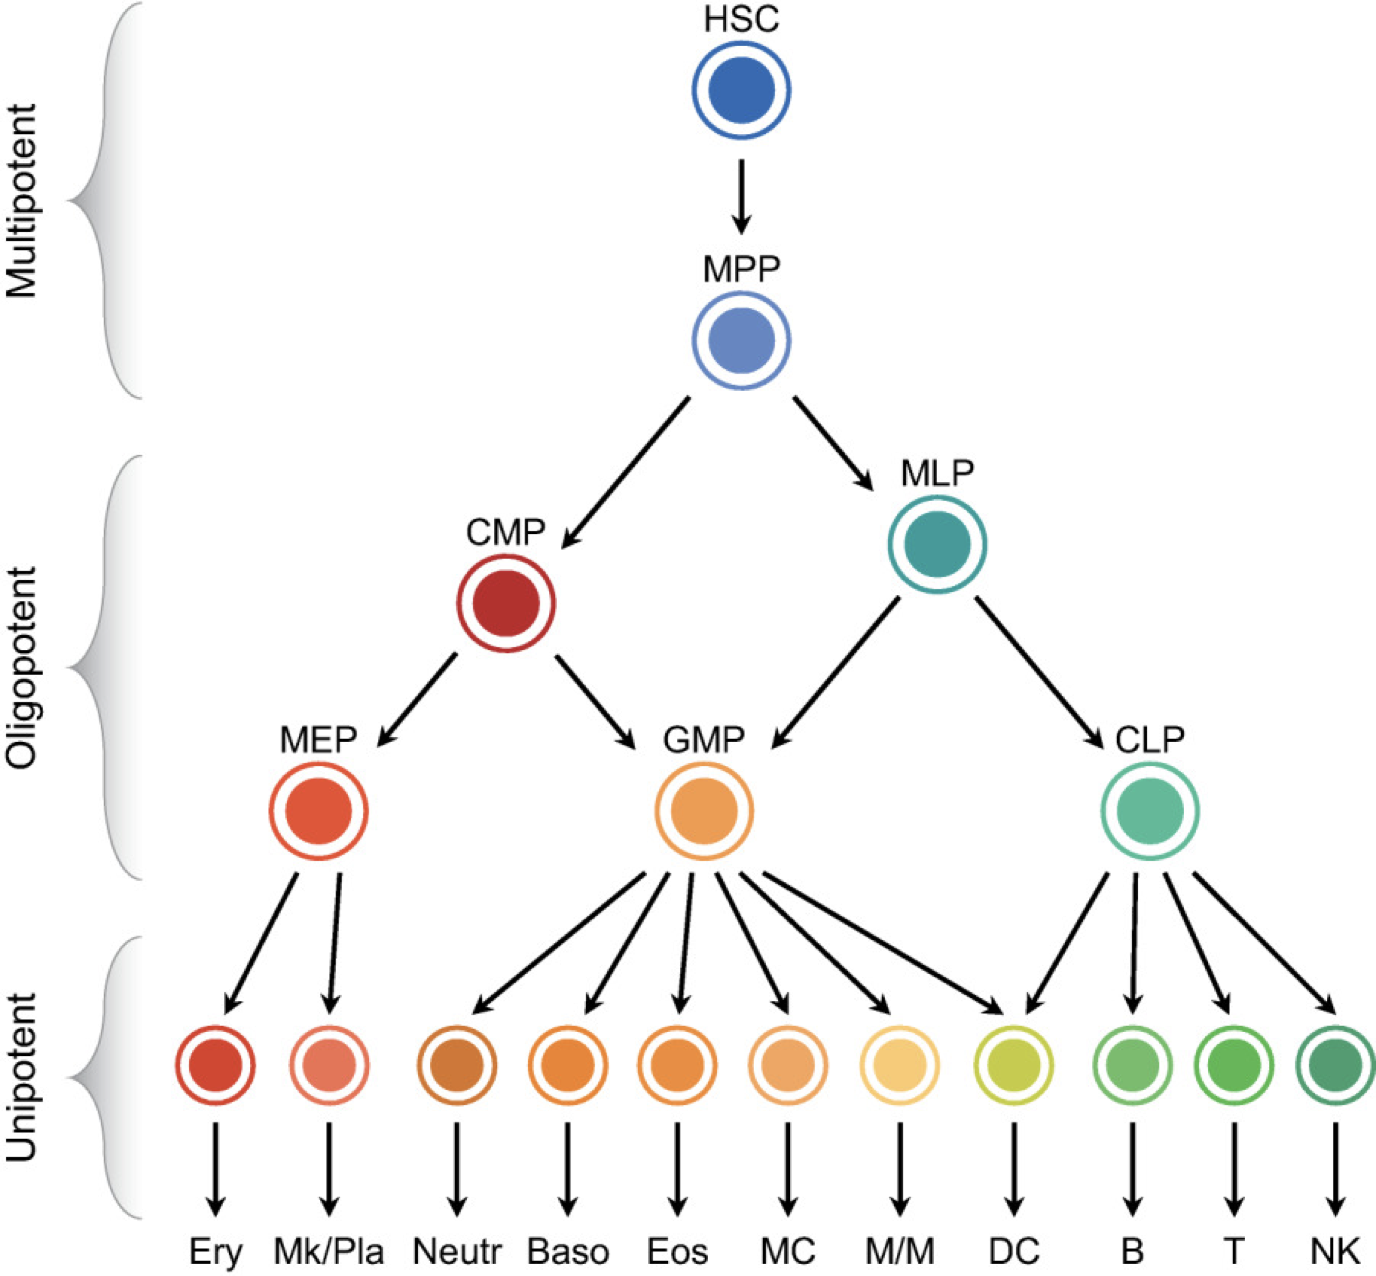 HSC
Multipotent
MPP
MLP
CMP
Oligopotent
MEP GMP CLP
Unipotent
Ery Mk/Pla Neutr Baso Eos MC M/M DC B T NK